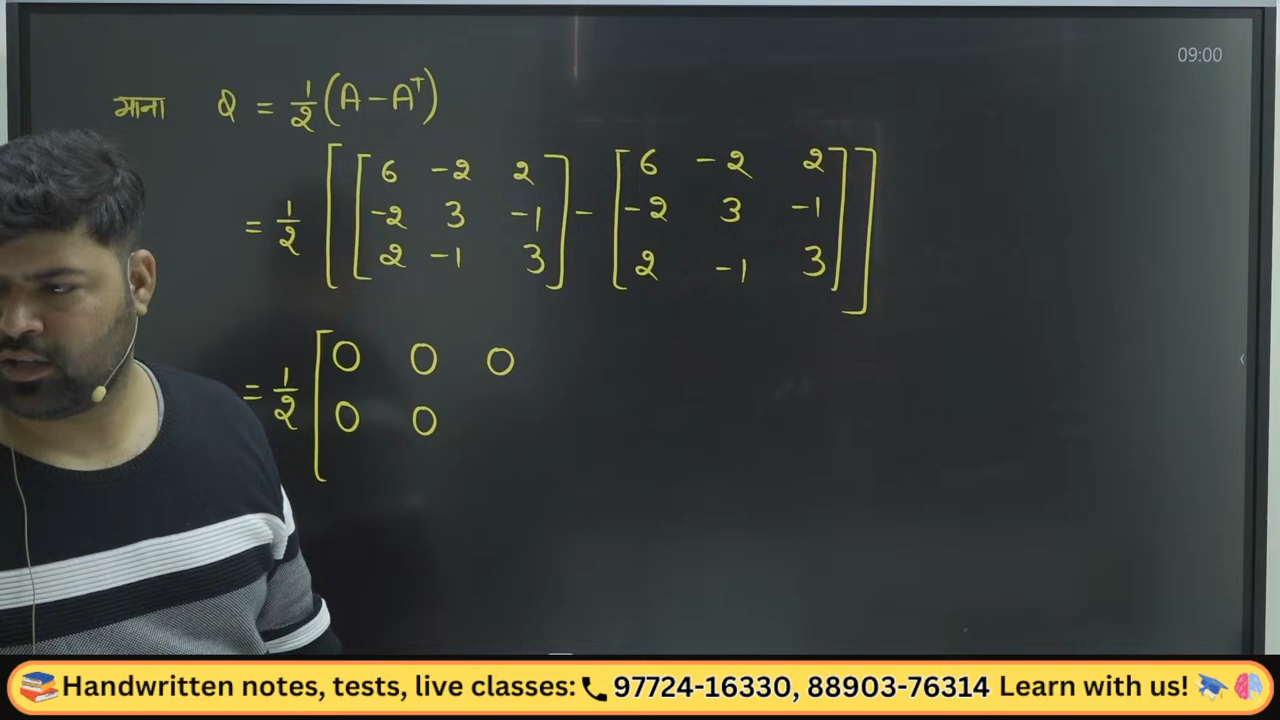 09:00
माना Q = 1/2 (A - Aᵀ)
= 1/2 [ [ 6 -2 2 ] - [ 6 -2 2 ] ]
-2 3 -1 -2 3 -1
2 -1 3 2 -1 3
= 1/2 [ 0 0 0
0 0
Handwritten notes, tests, live classes: 97724-16330, 88903-76314 Learn with us!